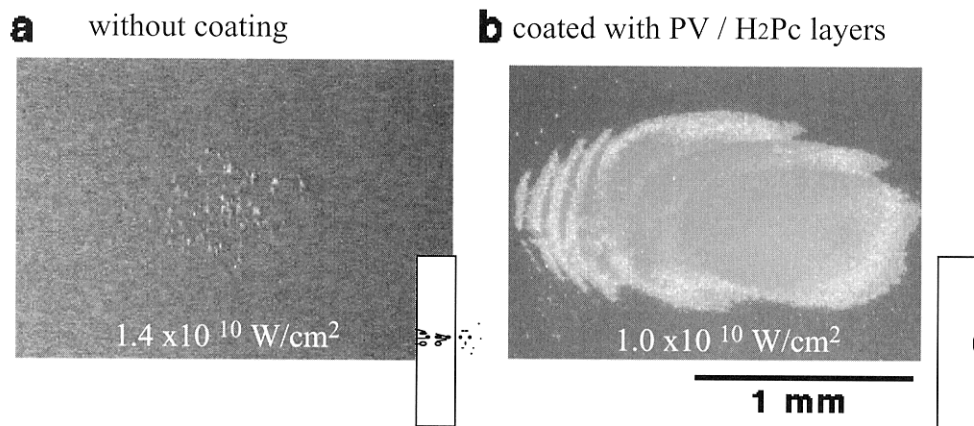 a without coating
b coated with PV / H2Pc layers
1.4 x10 10 W/cm2
1.0 x10 10 W/cm2
1 mm